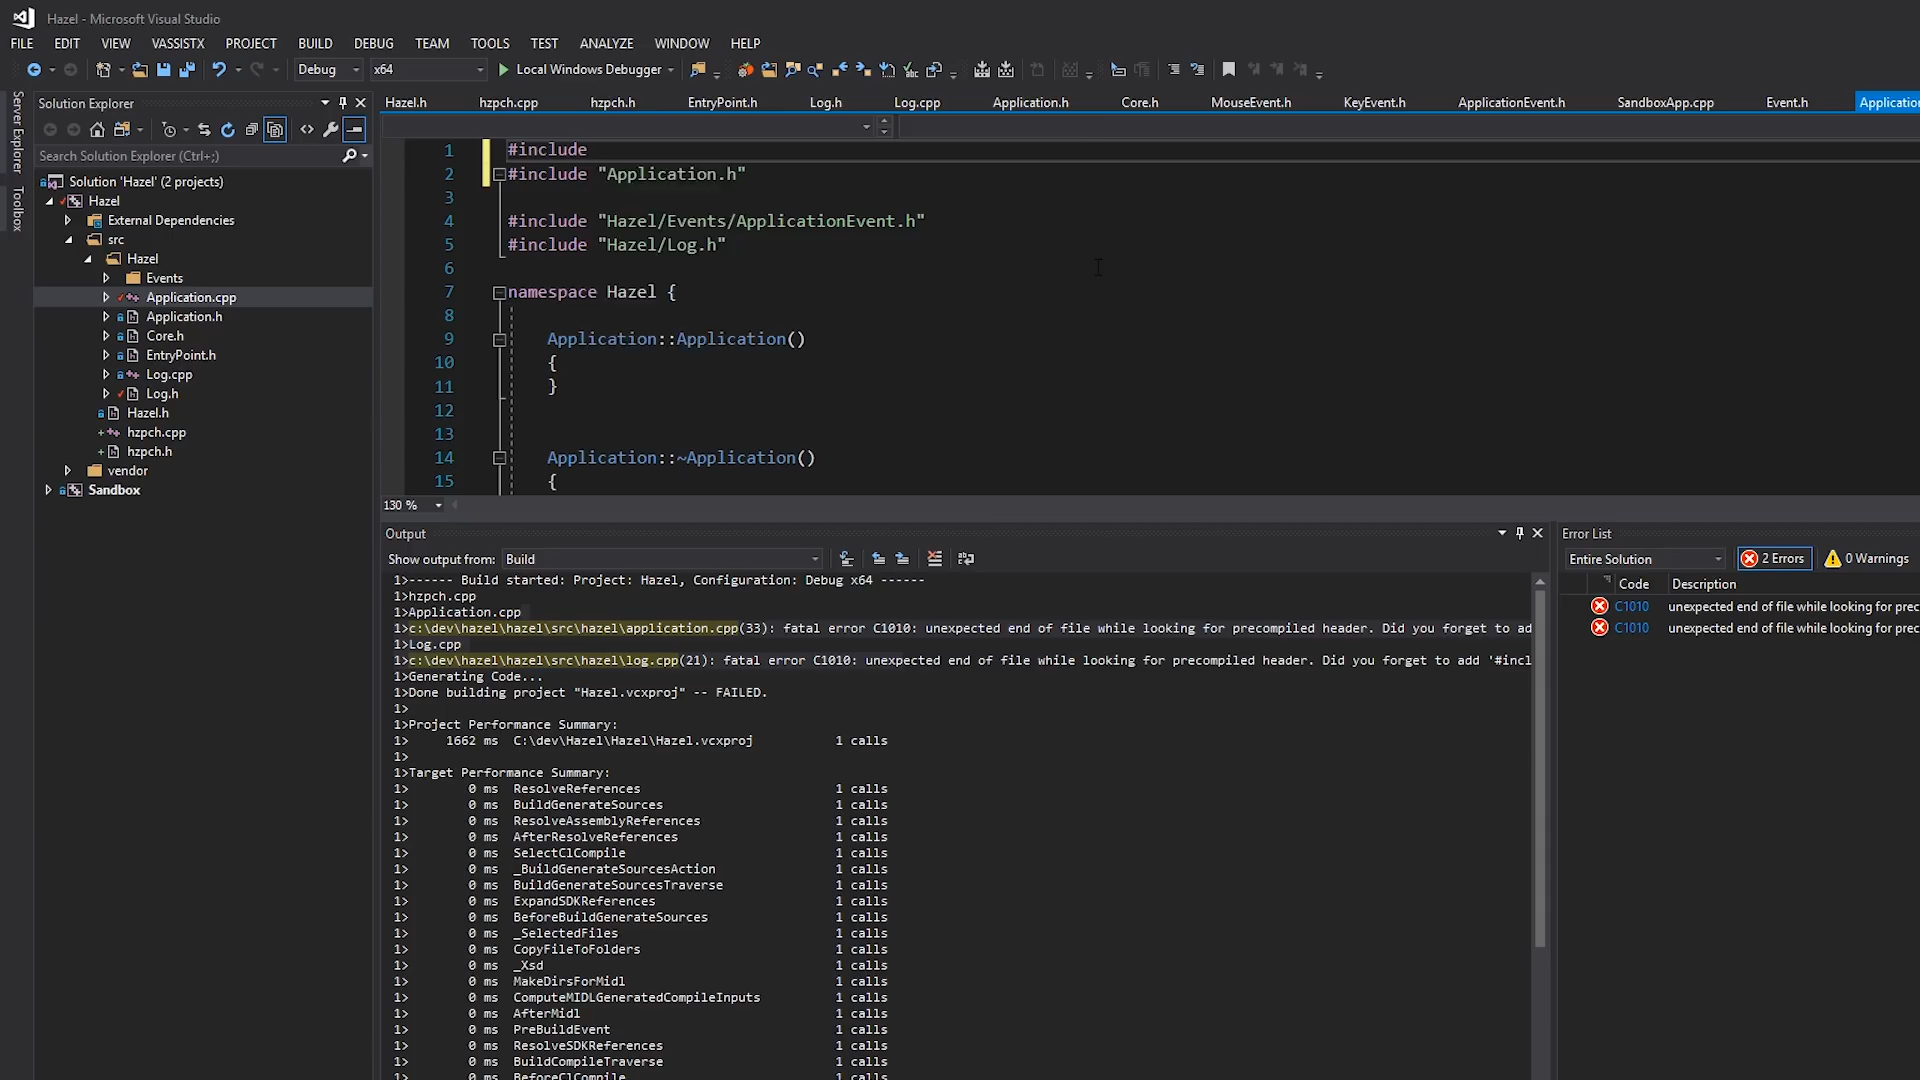 Hazel - Microsoft Visual Studio
FILE EDIT VIEW VASSISTX PROJECT BUILD DEBUG TEAM TOOLS TEST ANALYZE WINDOW HELP
Debug x64 Local Windows Debugger
Server Explorer
Toolbox
Solution Explorer
Search Solution Explorer (Ctrl+;)
Solution 'Hazel' (2 projects)
Hazel
External Dependencies
src
Hazel
Events
Application.cpp
Application.h
Core.h
EntryPoint.h
Log.cpp
Log.h
Hazel.h
hzpch.cpp
hzpch.h
vendor
Sandbox
Hazel.h hzpch.cpp hzpch.h EntryPoint.h Log.h Log.cpp Application.h Core.h MouseEvent.h KeyEvent.h ApplicationEvent.h SandboxApp.cpp Event.h Application
1 #include
2 #include "Application.h"
3
4 #include "Hazel/Events/ApplicationEvent.h"
5 #include "Hazel/Log.h"
6
7 namespace Hazel {
8
9 Application::Application()
10 {
11 }
12
13
14 Application::~Application()
15 {
130 %
Output
Show output from: Build
1>------ Build started: Project: Hazel, Configuration: Debug x64 ------
1>hzpch.cpp
1>Application.cpp
1>c:\dev\hazel\hazel\src\hazel\application.cpp(33): fatal error C1010: unexpected end of file while looking for precompiled header. Did you forget to ad
1>Log.cpp
1>c:\dev\hazel\hazel\src\hazel\log.cpp(21): fatal error C1010: unexpected end of file while looking for precompiled header. Did you forget to add '#incl
1>Generating Code...
1>Done building project "Hazel.vcxproj" -- FAILED.
1>
1>Project Performance Summary:
1> 1662 ms C:\dev\Hazel\Hazel\Hazel.vcxproj 1 calls
1>
1>Target Performance Summary:
1> 0 ms ResolveReferences 1 calls
1> 0 ms BuildGenerateSources 1 calls
1> 0 ms ResolveAssemblyReferences 1 calls
1> 0 ms AfterResolveReferences 1 calls
1> 0 ms SelectClCompile 1 calls
1> 0 ms _BuildGenerateSourcesAction 1 calls
1> 0 ms BuildGenerateSourcesTraverse 1 calls
1> 0 ms ExpandSDKReferences 1 calls
1> 0 ms BeforeBuildGenerateSources 1 calls
1> 0 ms _SelectedFiles 1 calls
1> 0 ms CopyFileToFolders 1 calls
1> 0 ms _Xsd 1 calls
1> 0 ms MakeDirsForMidl 1 calls
1> 0 ms ComputeMIDLGeneratedCompileInputs 1 calls
1> 0 ms AfterMidl 1 calls
1> 0 ms PreBuildEvent 1 calls
1> 0 ms ResolveSDKReferences 1 calls
1> 0 ms BuildCompileTraverse 1 calls
1> 0 ms BeforeClCompile 1 calls
Error List
Entire Solution 2 Errors 0 Warnings
Code Description
C1010 unexpected end of file while looking for prec
C1010 unexpected end of file while looking for prec